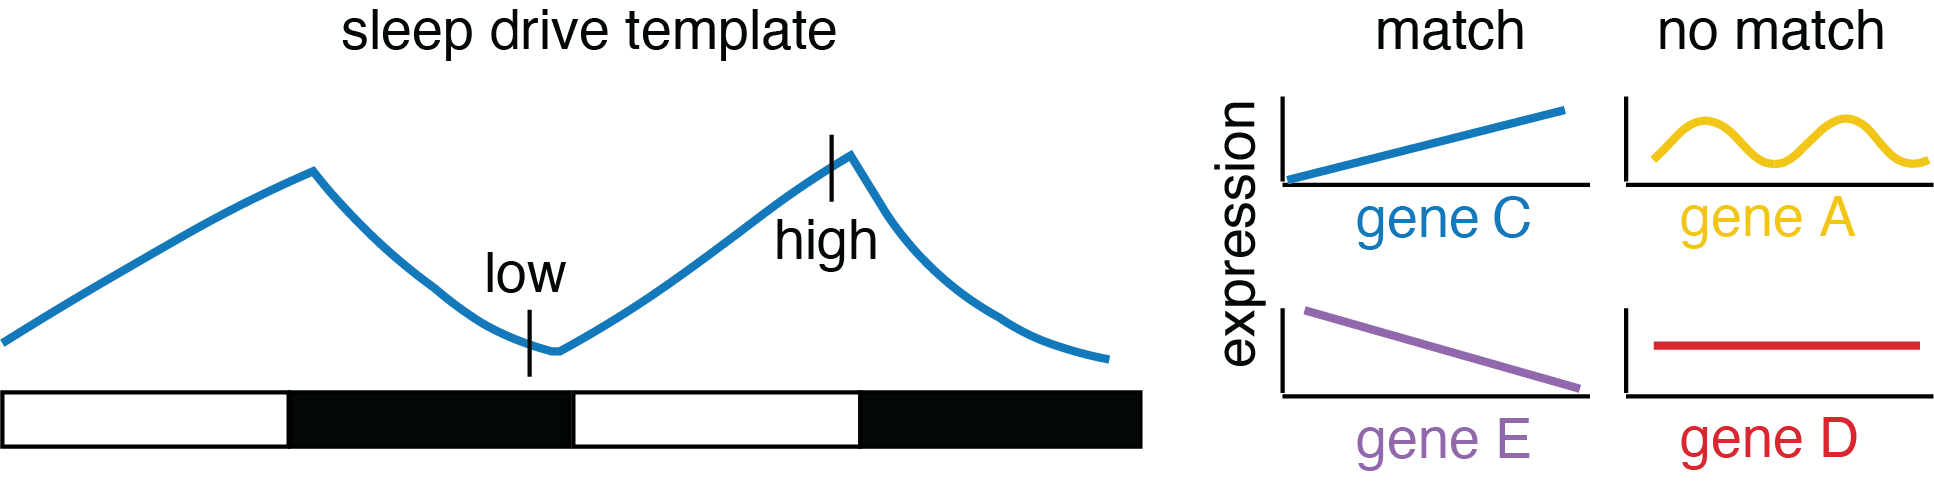 sleep drive template
low
high
match
no match
expression
gene C
gene A
gene E
gene D